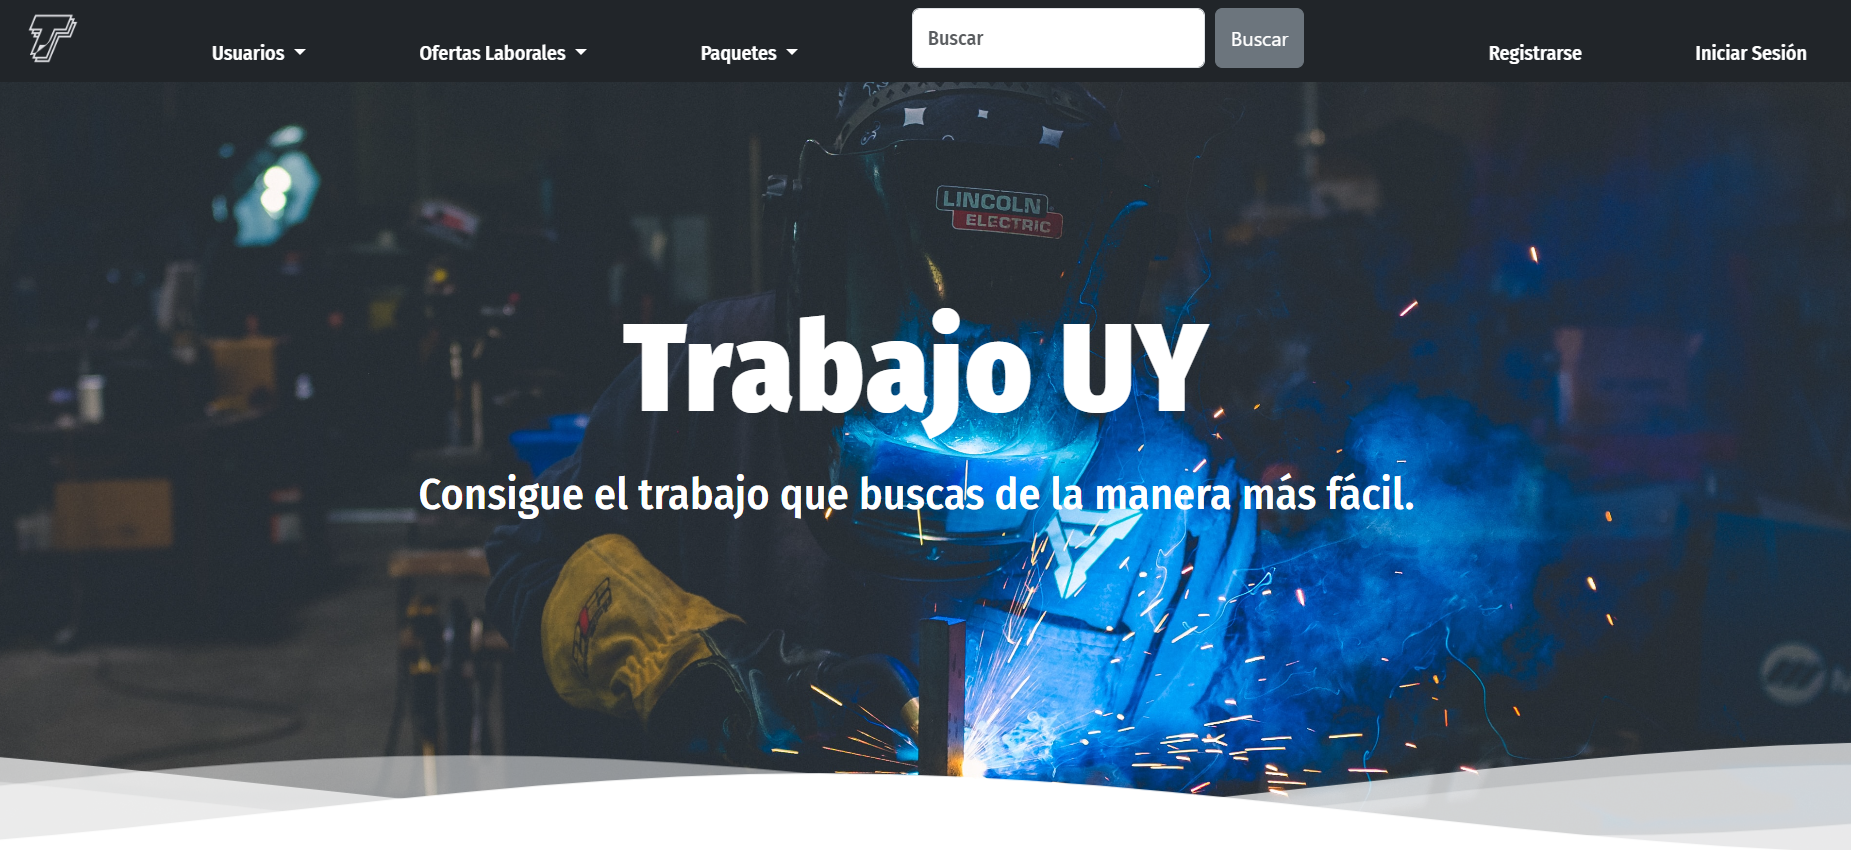 Usuarios
Ofertas Laborales
Paquetes
Buscar
Buscar
Registrarse
Iniciar Sesión
LINCOLN
ELECTRIC
Trabajo UY
Consigue el trabajo que buscas de la manera más fácil.